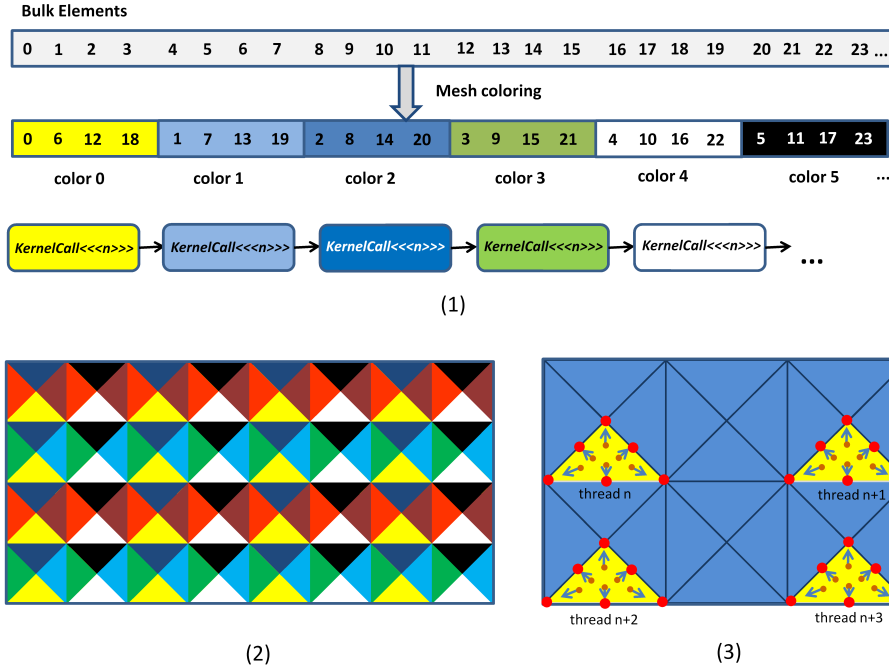 Bulk Elements
0 1 2 3 4 5 6 7 8 9 10 11 12 13 14 15 16 17 18 19 20 21 22 23 ...
Mesh coloring
0 6 12 18 1 7 13 19 2 8 14 20 3 9 15 21 4 10 16 22 5 11 17 23
color 0 color 1 color 2 color 3 color 4 color 5 ...
KernelCall<<<n>>> KernelCall<<<n>>> KernelCall<<<n>>> KernelCall<<<n>>> KernelCall<<<n>>> ...
(1)
thread n thread n+1
thread n+2 thread n+3
(2) (3)